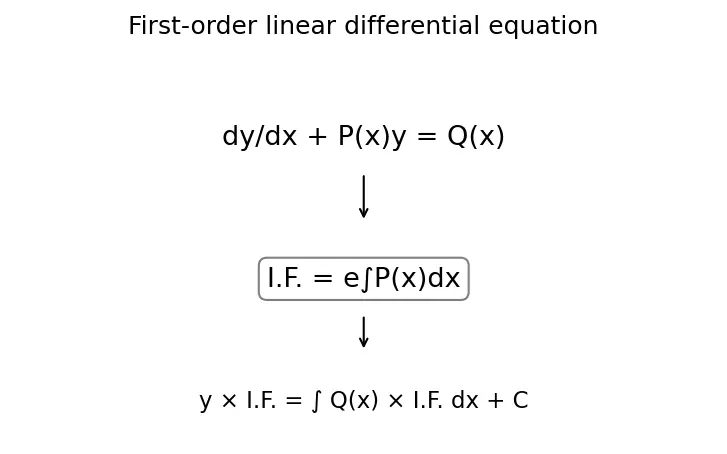 First-order linear differential equation
dy/dx + P(x)y = Q(x)
I.F. = e∫P(x)dx
y × I.F. = ∫ Q(x) × I.F. dx + C